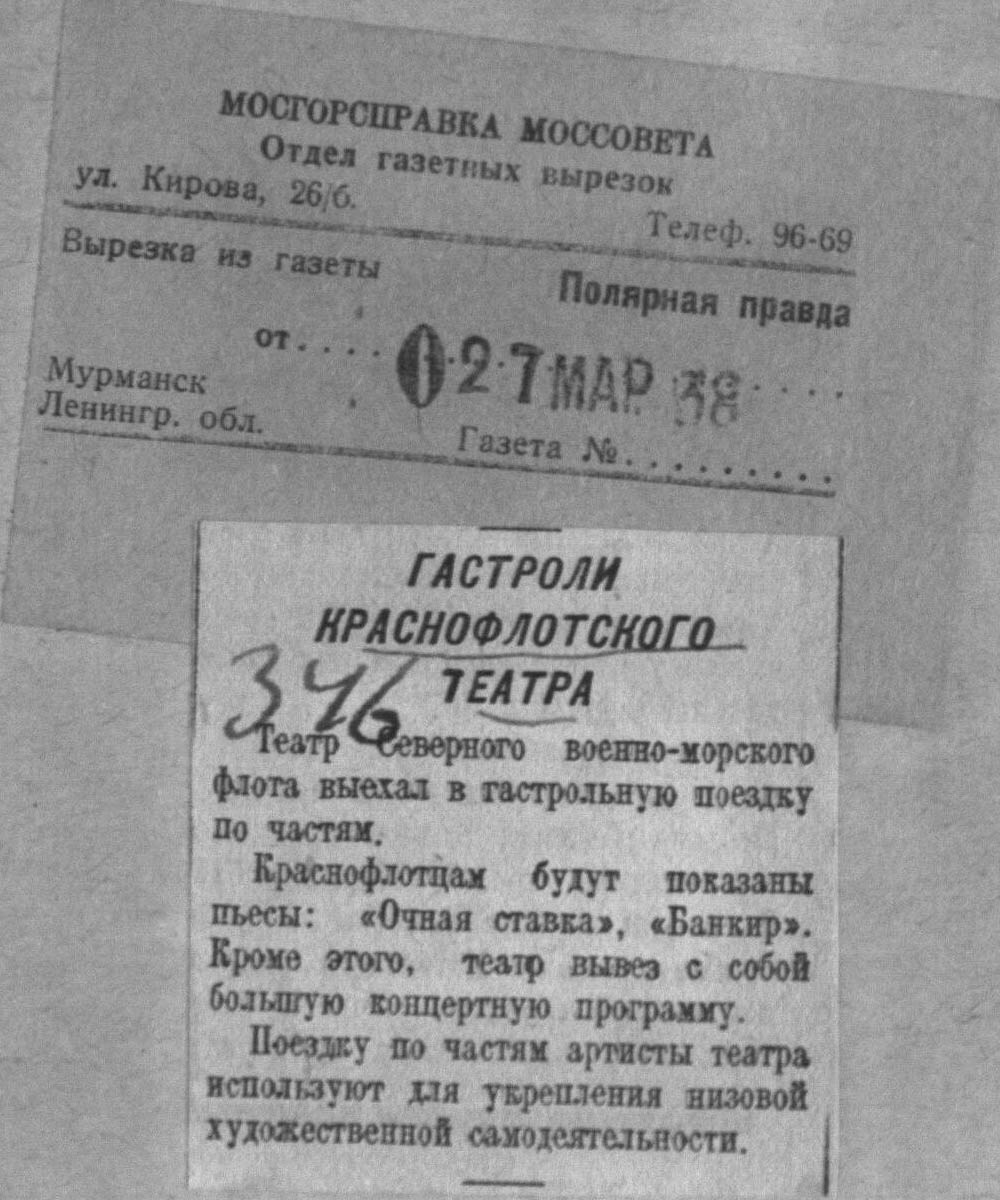 МОСГОРСПРАВКА МОССОВЕТА
Отдел газетных вырезок
ул. Кирова, 26/б.
Телеф. 96-69
Вырезка из газеты
Полярная правда
от . . . . 27 МАР 38 . . . .
Мурманск
Ленингр. обл.
Газета № . . . . . . . . .
ГАСТРОЛИ
КРАСНОФЛОТСКОГО
ТЕАТРА
346
Театр Северного военно-морского
флота выехал в гастрольную поездку
по частям.
Краснофлотцам будут показаны
пьесы: «Очная ставка», «Банкир».
Кроме этого, театр вывез с собой
большую концертную программу.
Поездку по частям артисты театра
используют для укрепления низовой
художественной самодеятельности.